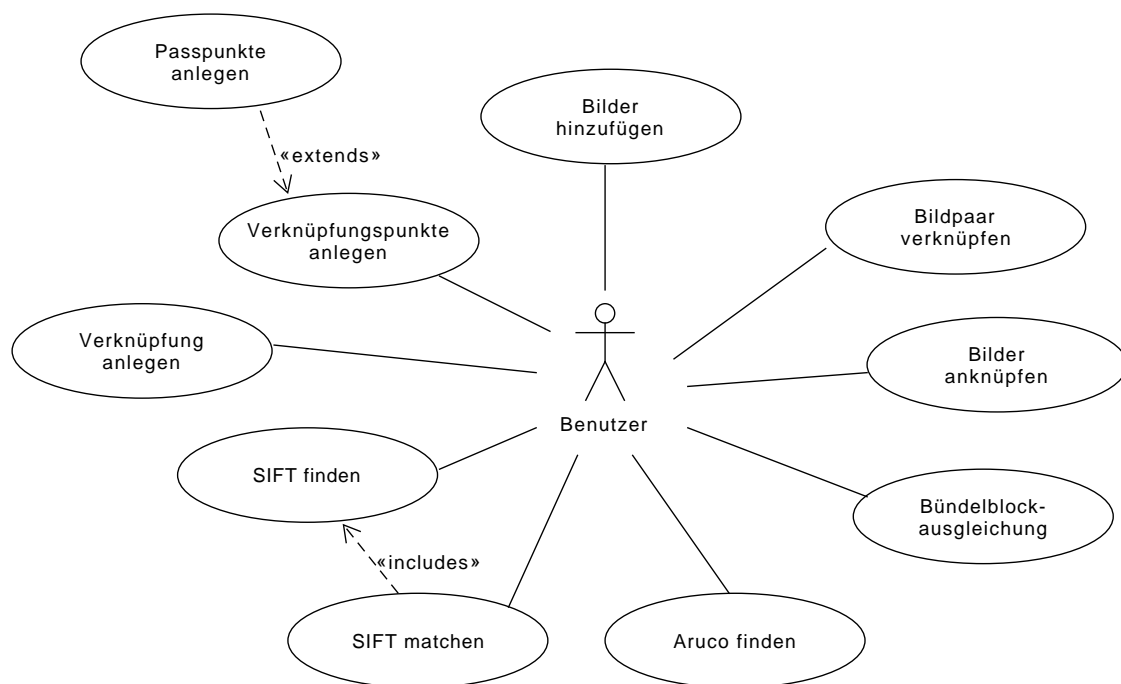 Passpunkte
anlegen
Bilder
hinzufügen
«extends»
Verknüpfungspunkte
anlegen
Bildpaar
verknüpfen
Verknüpfung
anlegen
Bilder
anknüpfen
Benutzer
SIFT finden
Bündelblock-
ausgleichung
«includes»
SIFT matchen
Aruco finden